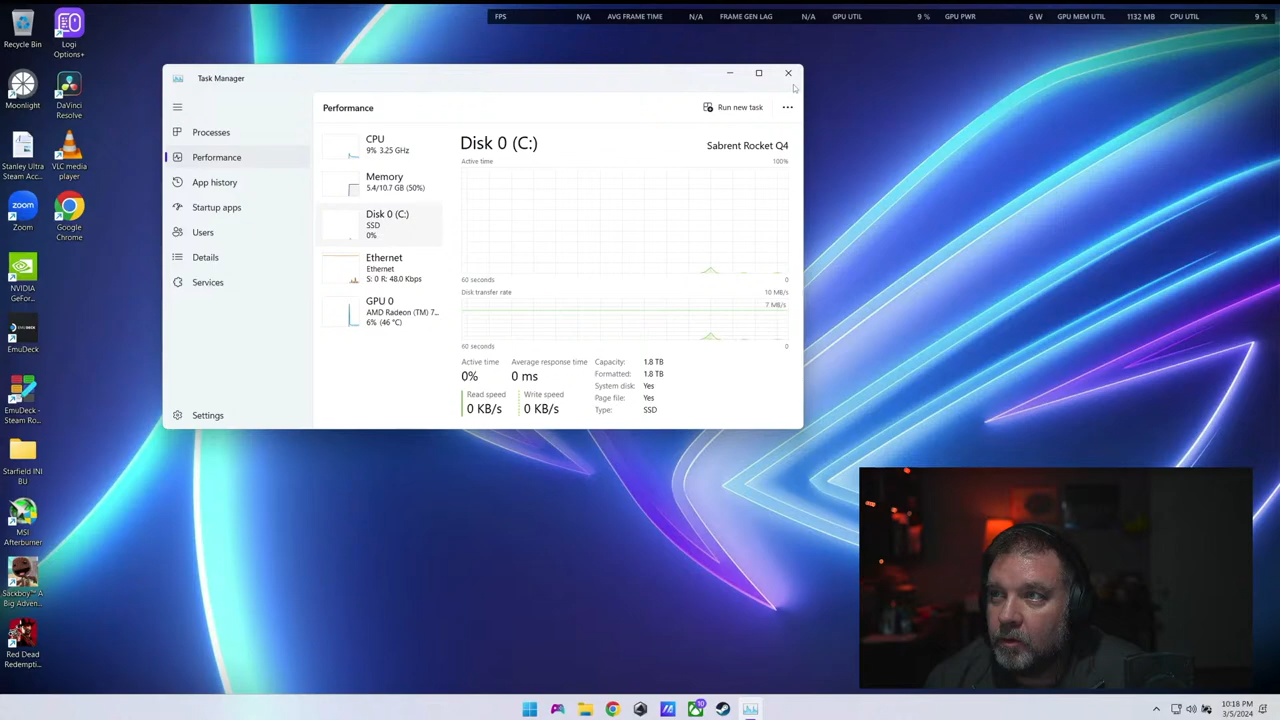 FPS N/A AVG FRAME TIME N/A FRAME GEN LAG N/A GPU UTIL 9 % GPU PWR 6 W GPU MEM UTIL 1132 MB CPU UTIL 9 %
Recycle Bin
Logi
Options+
Moonlight
DaVinci
Resolve
Stanley Ultra
Steam Acc...
VLC media
player
Zoom
Google
Chrome
NVIDIA
GeFor...
EmuDeck
EmuDeck -
Steam Ro...
Starfield INI
BU
MSI
Afterburner
Sackboy™ A
Big Adven...
Red Dead
Redempti...
Task Manager
Processes
Performance
App history
Startup apps
Users
Details
Services
Settings
Performance
Run new task
CPU
9% 3.25 GHz
Memory
5.4/10.7 GB (50%)
Disk 0 (C:)
SSD
0%
Ethernet
Ethernet
S: 0 R: 48.0 Kbps
GPU 0
AMD Radeon (TM) 7...
6% (46 °C)
Disk 0 (C:)
Sabrent Rocket Q4
Active time 100%
60 seconds 0
Disk transfer rate 10 MB/s
7 MB/s
60 seconds 0
Active time
0%
Average response time
0 ms
Read speed
0 KB/s
Write speed
0 KB/s
Capacity: 1.8 TB
Formatted: 1.8 TB
System disk: Yes
Page file: Yes
Type: SSD
10
10:18 PM
3/5/2024